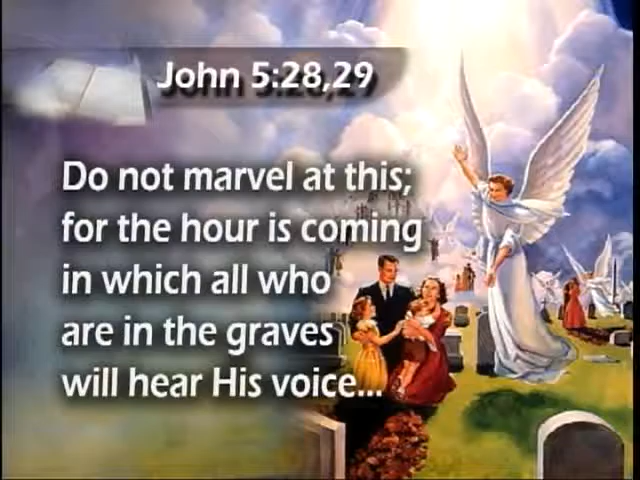 John 5:28,29
Do not marvel at this;
for the hour is coming
in which all who
are in the graves
will hear His voice...